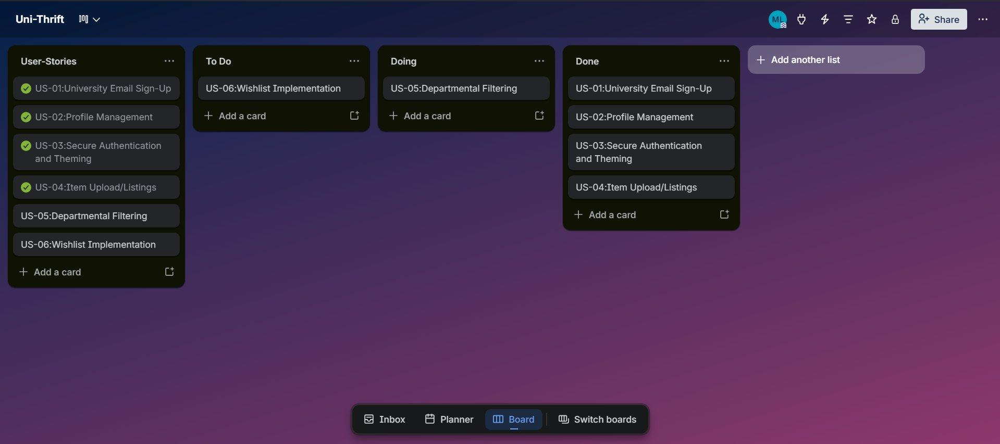 Uni-Thrift
ML
Share
User-Stories
US-01:University Email Sign-Up
US-02:Profile Management
US-03:Secure Authentication
and Theming
US-04:Item Upload/Listings
US-05:Departmental Filtering
US-06:Wishlist Implementation
Add a card
To Do
US-06:Wishlist Implementation
Add a card
Doing
US-05:Departmental Filtering
Add a card
Done
US-01:University Email Sign-Up
US-02:Profile Management
US-03:Secure Authentication
and Theming
US-04:Item Upload/Listings
Add a card
Add another list
Inbox
Planner
Board
Switch boards